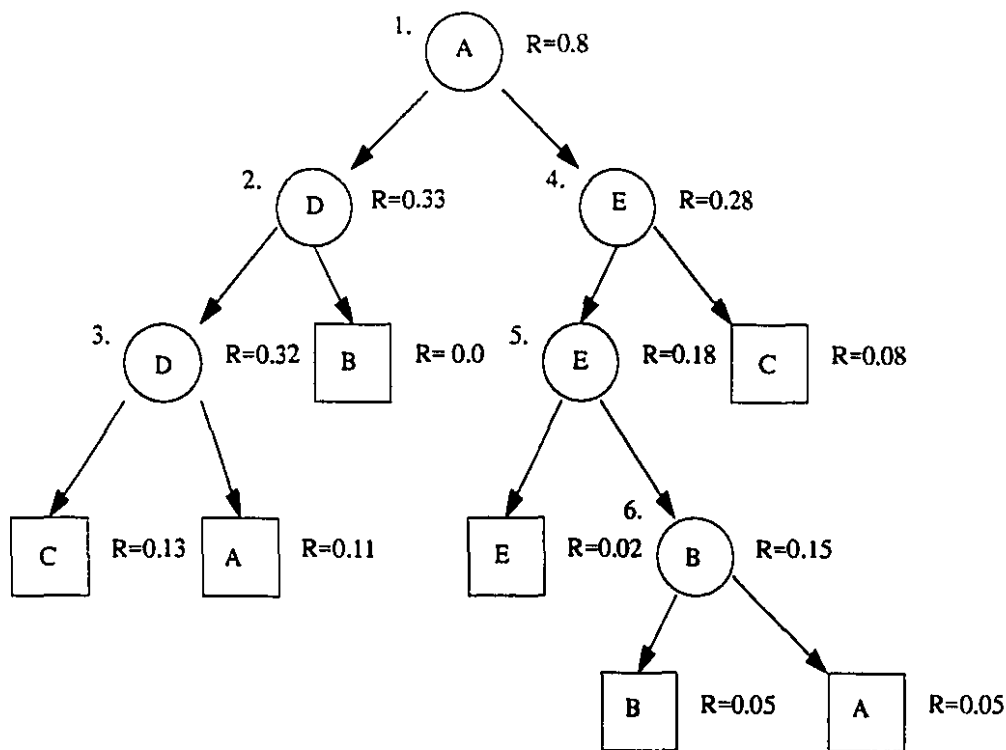 1. A R=0.8
2. D R=0.33 4. E R=0.28
3. D R=0.32 B R= 0.0 5. E R=0.18 C R=0.08
C R=0.13 A R=0.11 E R=0.02 6. B R=0.15
B R=0.05 A R=0.05